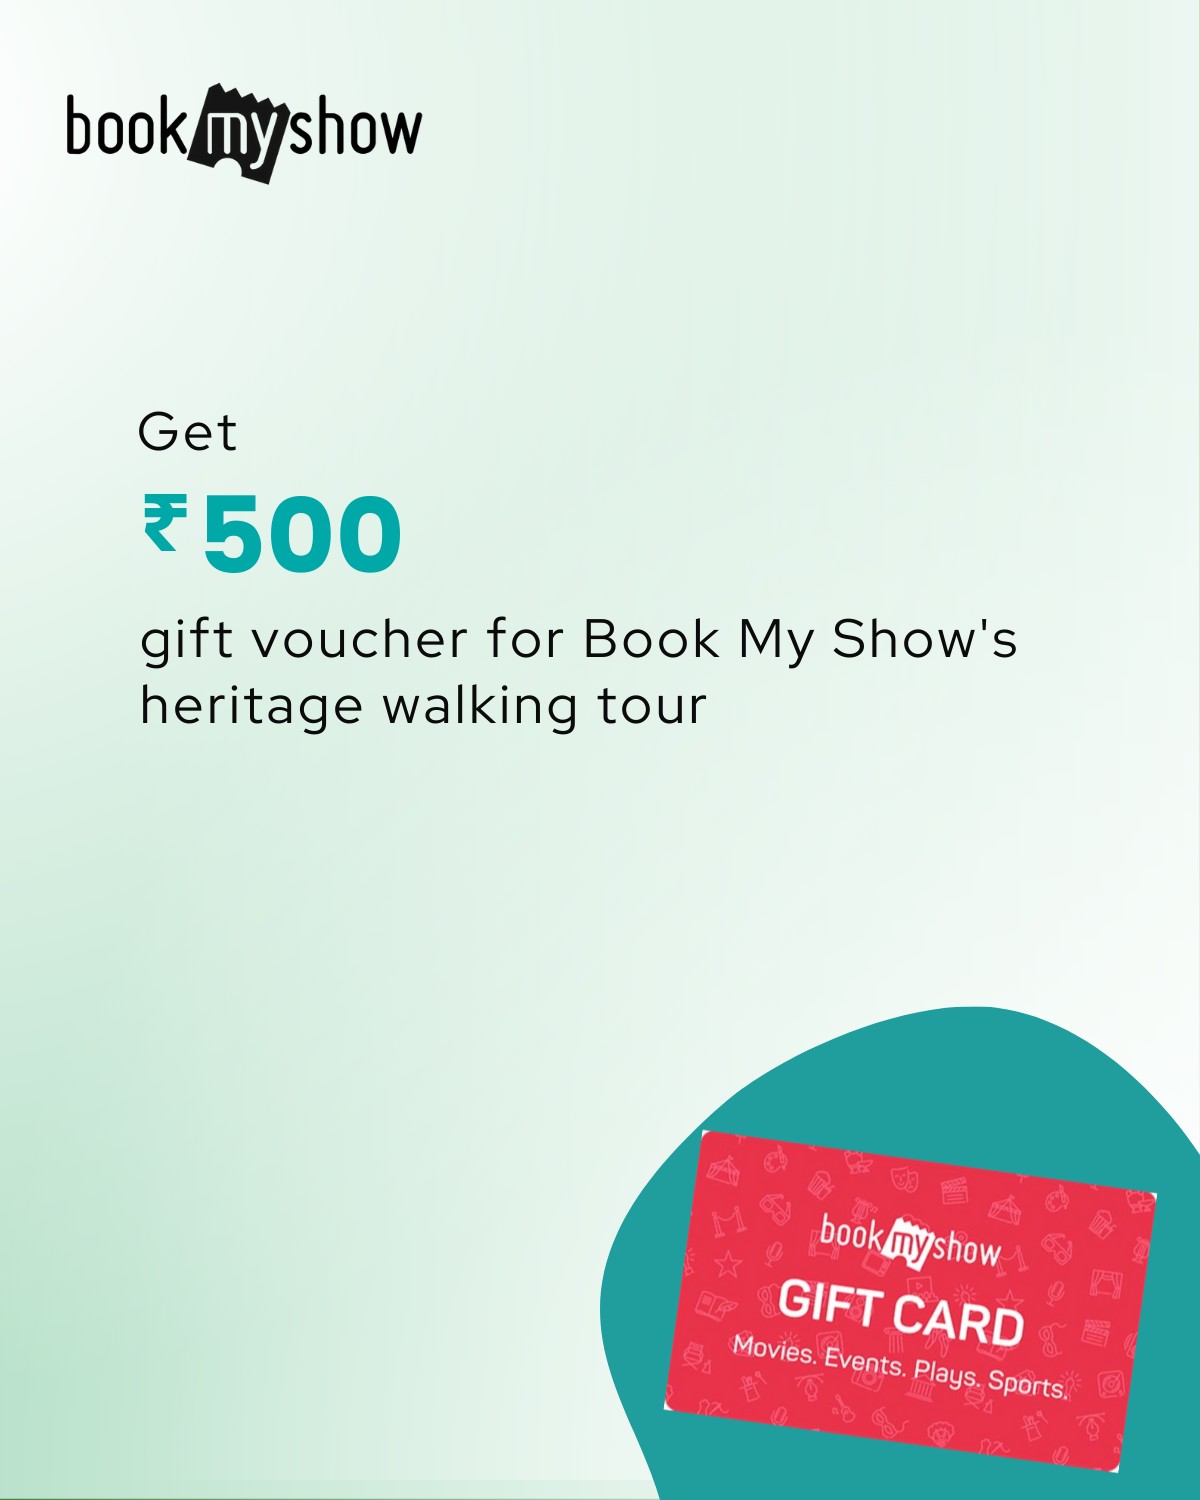 bookmyshow
Get
₹500
gift voucher for Book My Show's
heritage walking tour
bookmyshow
GIFT CARD
Movies. Events. Plays. Sports.